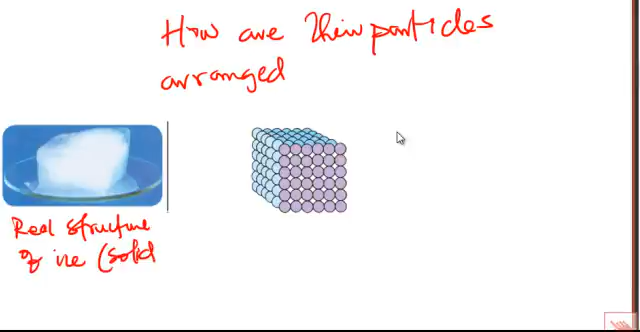 How are Their particles
arranged
Real structure
of ice (solid